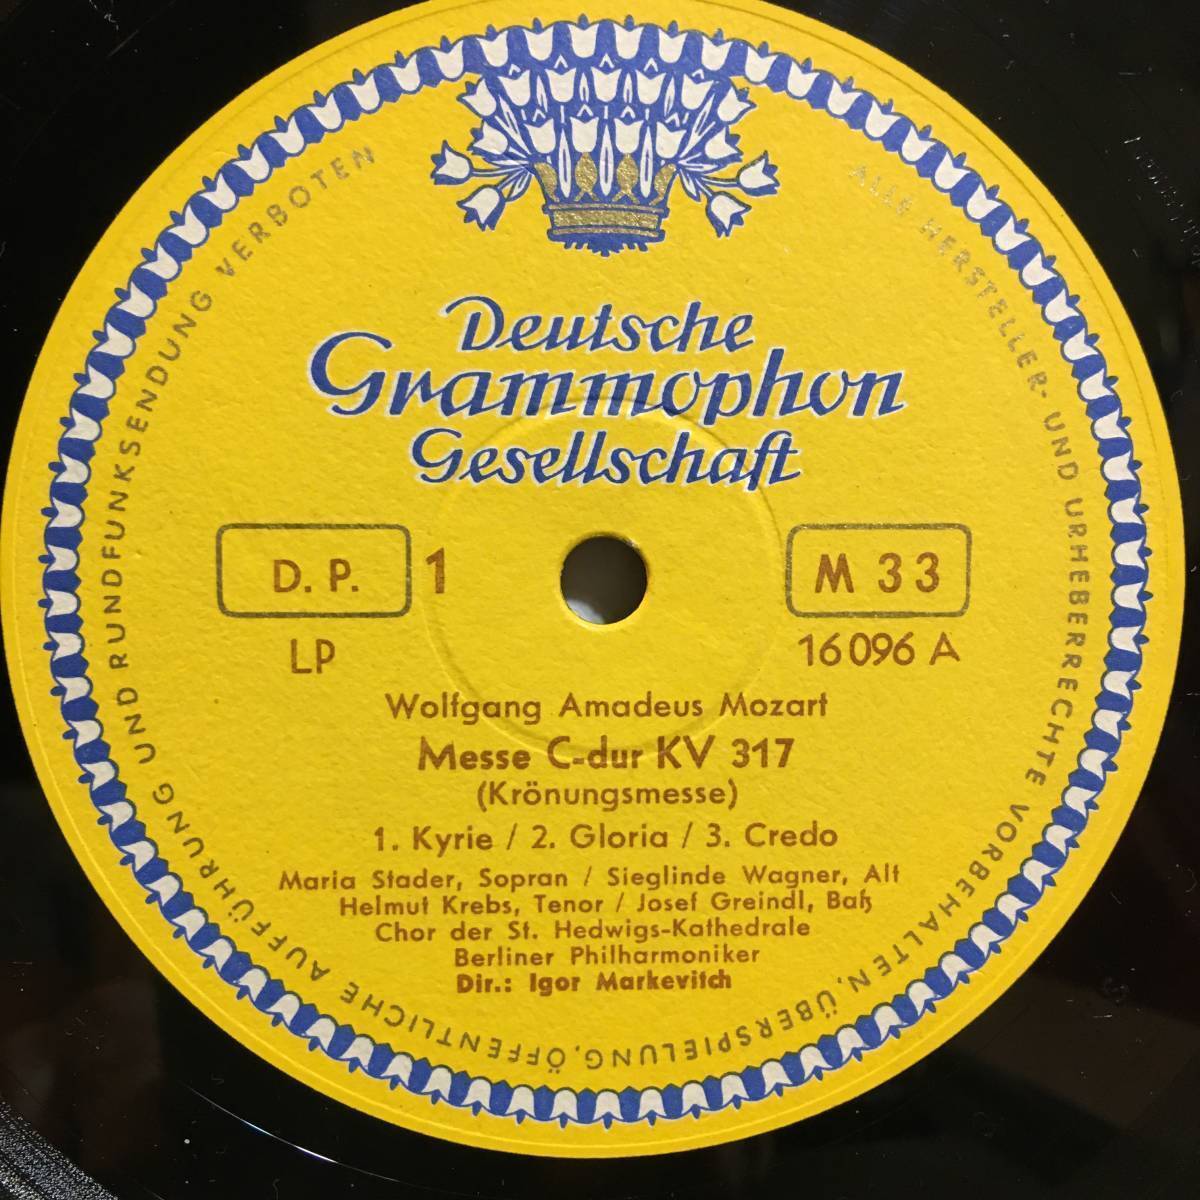 Deutsche
Grammophon
Gesellschaft
D. P. 1
M 33
LP
16 096 A
Wolfgang Amadeus Mozart
Messe C-dur KV 317
(Krönungsmesse)
1. Kyrie / 2. Gloria / 3. Credo
Maria Stader, Sopran / Sieglinde Wagner, Alt
Helmut Krebs, Tenor / Josef Greindl, Baß
Chor der St. Hedwigs-Kathedrale
Berliner Philharmoniker
Dir.: Igor Markevitch
ALLE HERSTELLER- UND URHEBERRECHTE VORBEHALTEN, ÜBERSPIELUNG, ÖFFENTLICHE AUFFÜHRUNG UND RUNDFUNKSENDUNG VERBOTEN